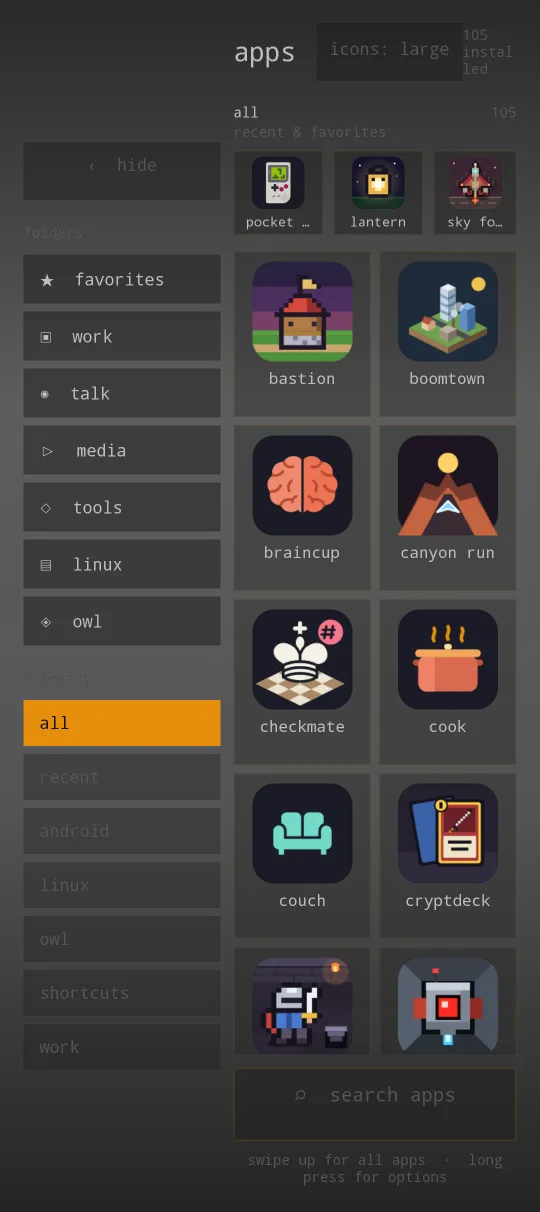 apps
icons: large
105
instal
led
all
105
recent & favorites
‹ hide
pocket …
lantern
sky fo…
folders
★ favorites
▣ work
◉ talk
▷ media
◇ tools
▤ linux
◈ owl
all
recent
android
linux
owl
shortcuts
work
bastion
boomtown
braincup
canyon run
#
checkmate
cook
couch
cryptdeck
⌕ search apps
swipe up for all apps · long
press for options